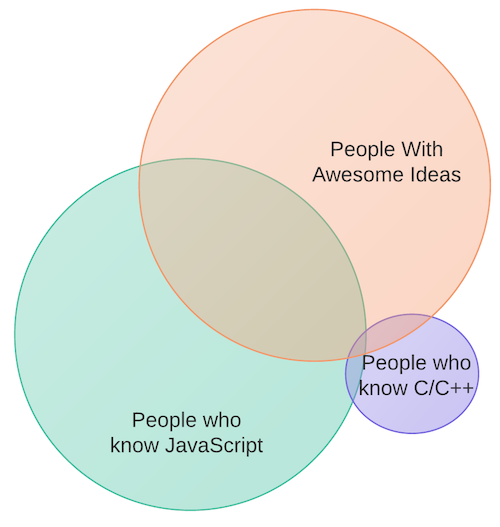 People With
Awesome Ideas
People who
know C/C++
People who
know JavaScript